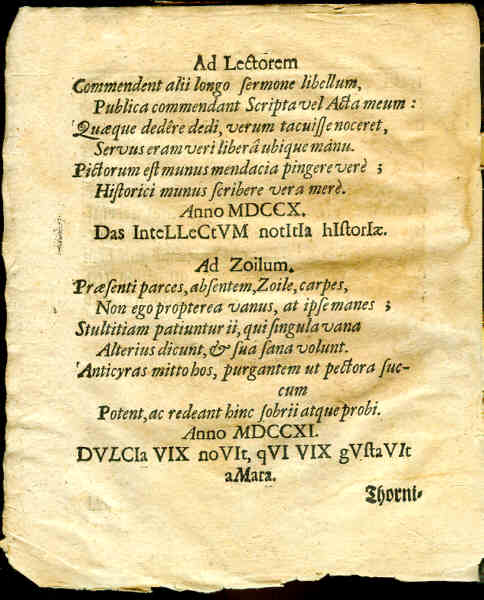 Ad Lectorem
Commendent alii longo ſermone libellum,
Publica commendant Scripta vel Acta meum :
Quæque dedêre dedi, verum tacuiſſe noceret,
Servus eram veri liberâ ubique manu.
Pictorum eſt munus mendacia pingere verè ;
Hiſtorici munus ſcribere vera merè.
Anno MDCCX.
Das InteLLeCtVM notItIa hIſtorIæ.
Ad Zoilum.
Præſenti parces, abſentem, Zoile, carpes,
Non ego propterea vanus, at ipſe manes ;
Stultitiam patiuntur ii, qui ſingula vana
Alterius dicunt, & ſua ſana volunt.
Anticyras mitto hos, purgantem ut pectora ſuc-
cum
Potent, ac redeant hinc ſobrii atque probi.
Anno MDCCXI.
DVLCIa VIX noVIt, qVI VIX gVſtaVIt
aMara.
Thorni-